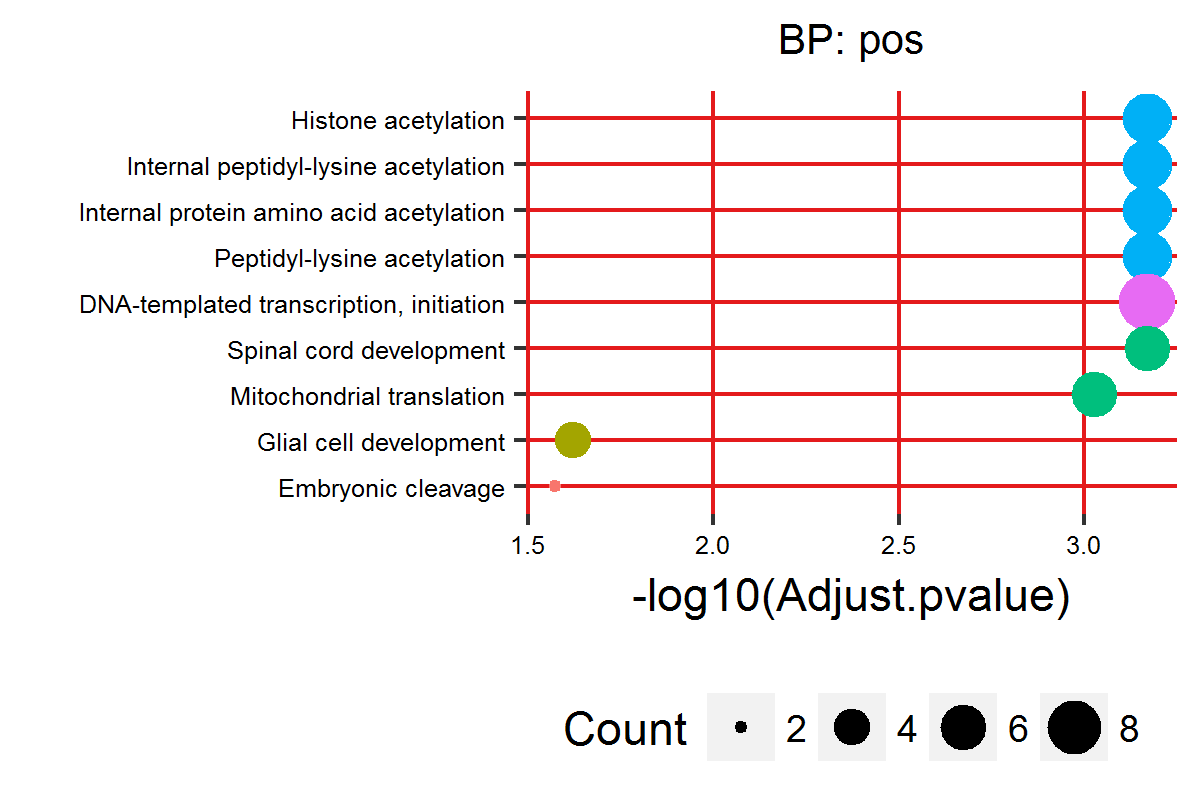 BP: pos
Histone acetylation
Internal peptidyl-lysine acetylation
Internal protein amino acid acetylation
Peptidyl-lysine acetylation
DNA-templated transcription, initiation
Spinal cord development
Mitochondrial translation
Glial cell development
Embryonic cleavage
1.5 2.0 2.5 3.0
-log10(Adjust.pvalue)
Count 2 4 6 8